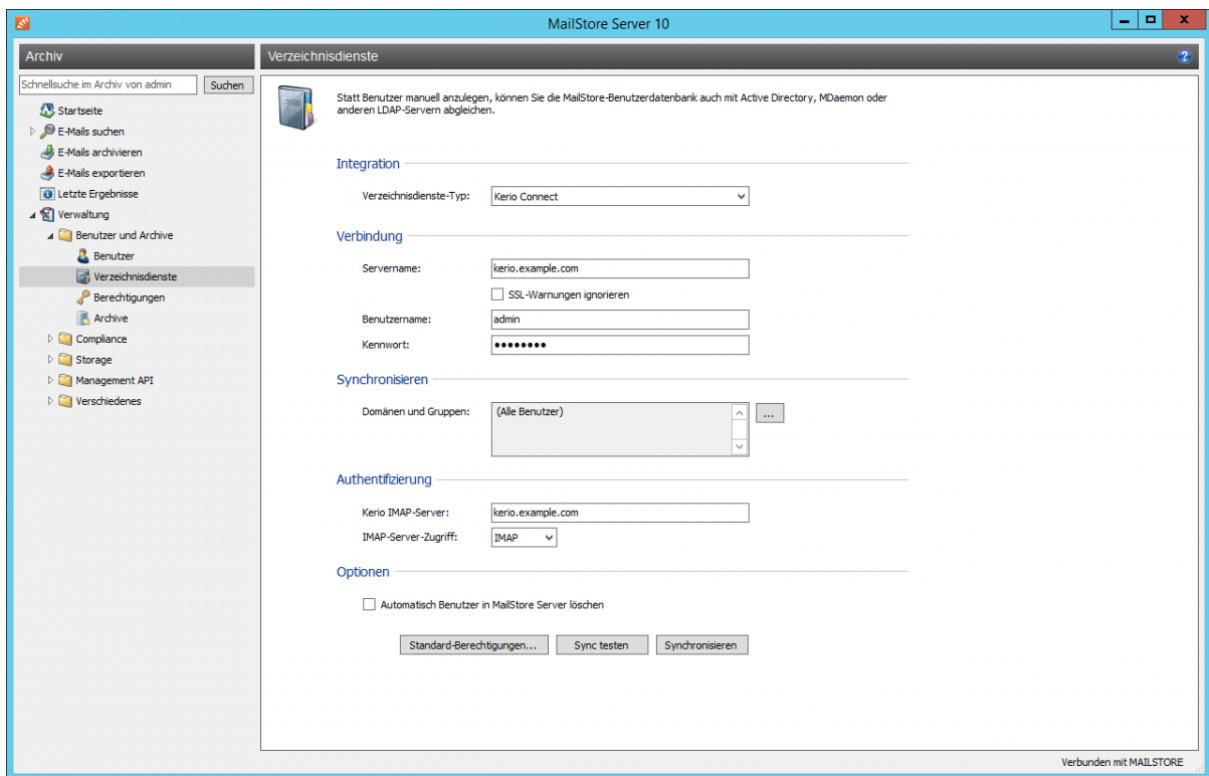 MailStore Server 10
Archiv
Schnellsuche im Archiv von admin
Suchen
Startseite
E-Mails suchen
E-Mails archivieren
E-Mails exportieren
Letzte Ergebnisse
Verwaltung
Benutzer und Archive
Benutzer
Verzeichnisdienste
Berechtigungen
Archive
Compliance
Storage
Management API
Verschiedenes
Verzeichnisdienste
Statt Benutzer manuell anzulegen, können Sie die MailStore-Benutzerdatenbank auch mit Active Directory, MDaemon oder
anderen LDAP-Servern abgleichen.
Integration
Verzeichnisdienste-Typ: Kerio Connect
Verbindung
Servername: kerio.example.com
SSL-Warnungen ignorieren
Benutzername: admin
Kennwort: ●●●●●●●●
Synchronisieren
Domänen und Gruppen: (Alle Benutzer) ...
Authentifizierung
Kerio IMAP-Server: kerio.example.com
IMAP-Server-Zugriff: IMAP
Optionen
Automatisch Benutzer in MailStore Server löschen
Standard-Berechtigungen... Sync testen Synchronisieren
Verbunden mit MAILSTORE